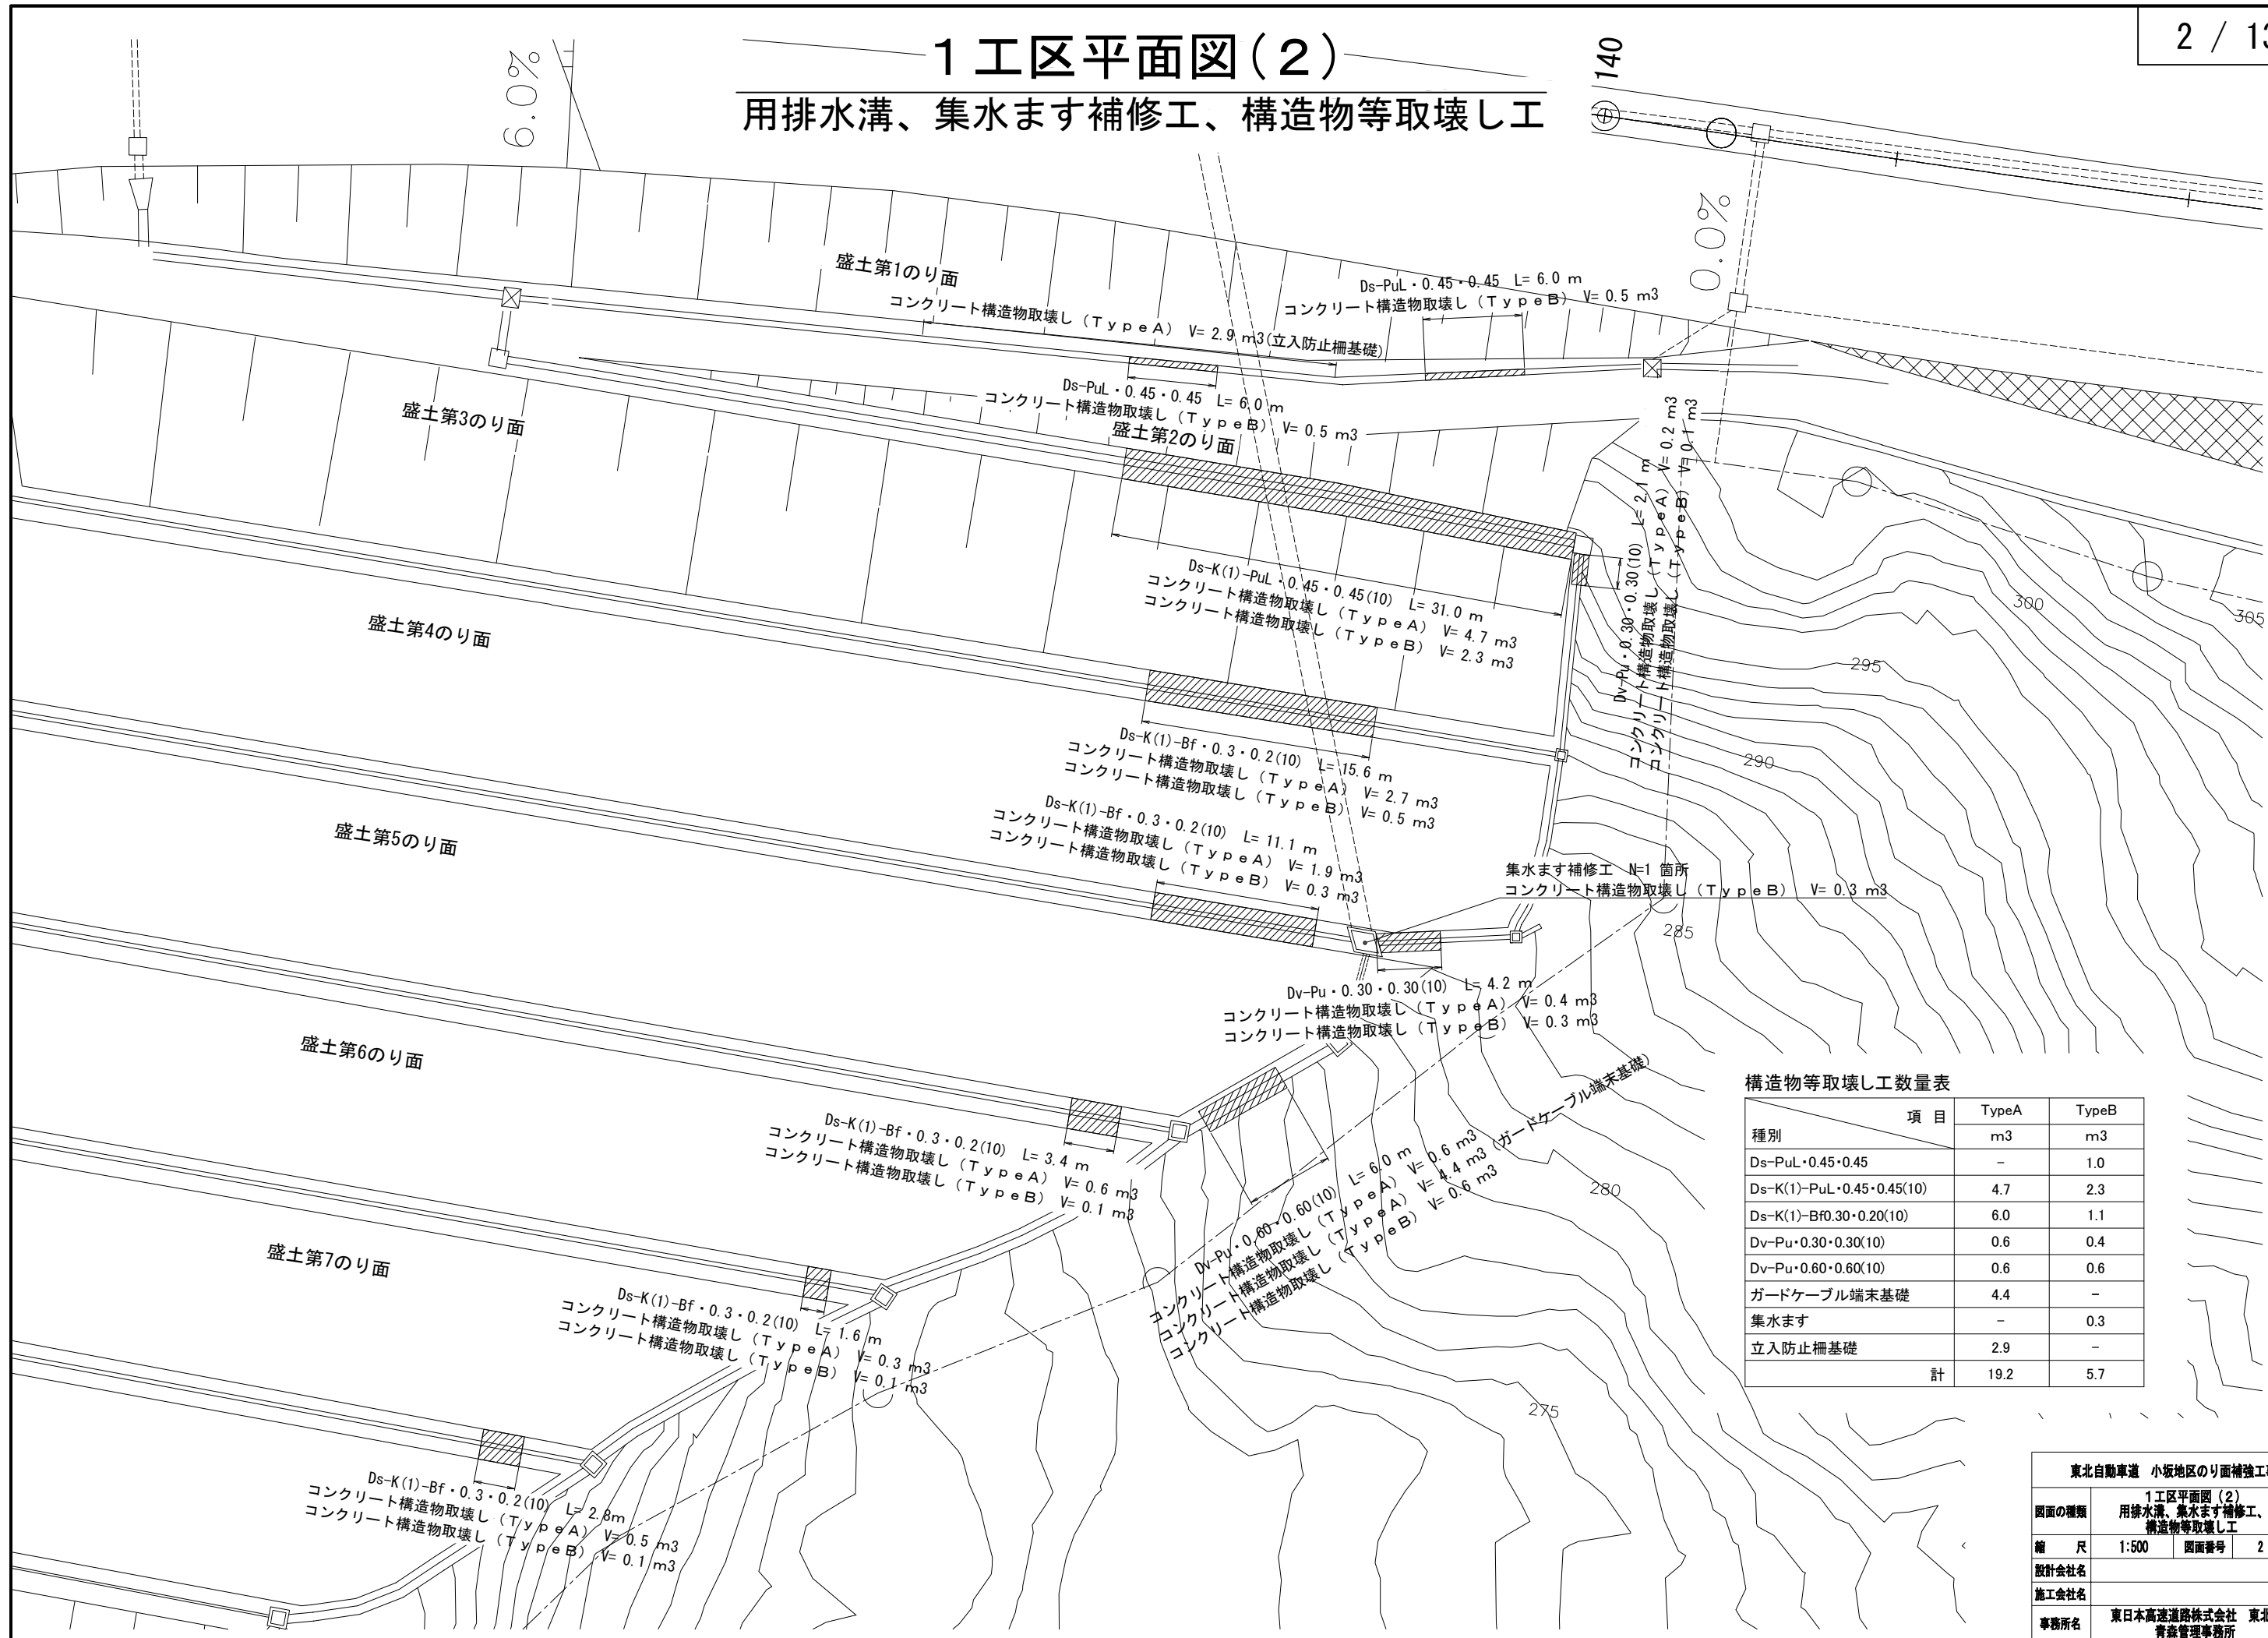 2 / 13
1工区平面図(2)
用排水溝、集水ます補修工、構造物等取壊し工
6.0%
140
0.0%
盛土第1のり面
コンクリート構造物取壊し(TypeA) V= 2.9 m3(立入防止柵基礎)
Ds-PuL・0.45・0.45 L= 6.0 m
コンクリート構造物取壊し(TypeB) V= 0.5 m3
Ds-PuL・0.45・0.45 L= 6.0 m
コンクリート構造物取壊し(TypeB) V= 0.5 m3
盛土第2のり面
盛土第3のり面
Ds-K(1)-PuL・0.45・0.45(10) L= 31.0 m
コンクリート構造物取壊し(TypeA) V= 4.7 m3
コンクリート構造物取壊し(TypeB) V= 2.3 m3
Dv-Pu・0.30・0.30(10) L= 2.1 m
コンクリート構造物取壊し(TypeA) V= 0.2 m3
コンクリート構造物取壊し(TypeB) V= 0.1 m3
300
305
295
290
285
280
275
盛土第4のり面
Ds-K(1)-Bf・0.3・0.2(10) L= 15.6 m
コンクリート構造物取壊し(TypeA) V= 2.7 m3
コンクリート構造物取壊し(TypeB) V= 0.5 m3
盛土第5のり面
Ds-K(1)-Bf・0.3・0.2(10) L= 11.1 m
コンクリート構造物取壊し(TypeA) V= 1.9 m3
コンクリート構造物取壊し(TypeB) V= 0.3 m3
集水ます補修工 N=1 箇所
コンクリート構造物取壊し(TypeB) V= 0.3 m3
Dv-Pu・0.30・0.30(10) L= 4.2 m
コンクリート構造物取壊し(TypeA) V= 0.4 m3
コンクリート構造物取壊し(TypeB) V= 0.3 m3
盛土第6のり面
Ds-K(1)-Bf・0.3・0.2(10) L= 3.4 m
コンクリート構造物取壊し(TypeA) V= 0.6 m3
コンクリート構造物取壊し(TypeB) V= 0.1 m3
Dv-Pu・0.60・0.60(10) L= 6.0 m
コンクリート構造物取壊し(TypeA) V= 0.6 m3
コンクリート構造物取壊し(TypeA) V= 4.4 m3 (ガードケーブル端末基礎)
コンクリート構造物取壊し(TypeB) V= 0.6 m3
盛土第7のり面
Ds-K(1)-Bf・0.3・0.2(10) L= 1.6 m
コンクリート構造物取壊し(TypeA) V= 0.3 m3
コンクリート構造物取壊し(TypeB) V= 0.1 m3
Ds-K(1)-Bf・0.3・0.2(10) L= 2.8m
コンクリート構造物取壊し(TypeA) V= 0.5 m3
コンクリート構造物取壊し(TypeB) V= 0.1 m3
構造物等取壊し工数量表
項 目 TypeA TypeB
種別 m3 m3
Ds-PuL・0.45・0.45 - 1.0
Ds-K(1)-PuL・0.45・0.45(10) 4.7 2.3
Ds-K(1)-Bf0.30・0.20(10) 6.0 1.1
Dv-Pu・0.30・0.30(10) 0.6 0.4
Dv-Pu・0.60・0.60(10) 0.6 0.6
ガードケーブル端末基礎 4.4 -
集水ます - 0.3
立入防止柵基礎 2.9 -
計 19.2 5.7
東北自動車道 小坂地区のり面補強工事
図面の種類 1工区平面図(2)
用排水溝、集水ます補修工、
構造物等取壊し工
縮 尺 1:500 図面番号 2
設計会社名
施工会社名
事務所名 東日本高速道路株式会社 東北
青森管理事務所